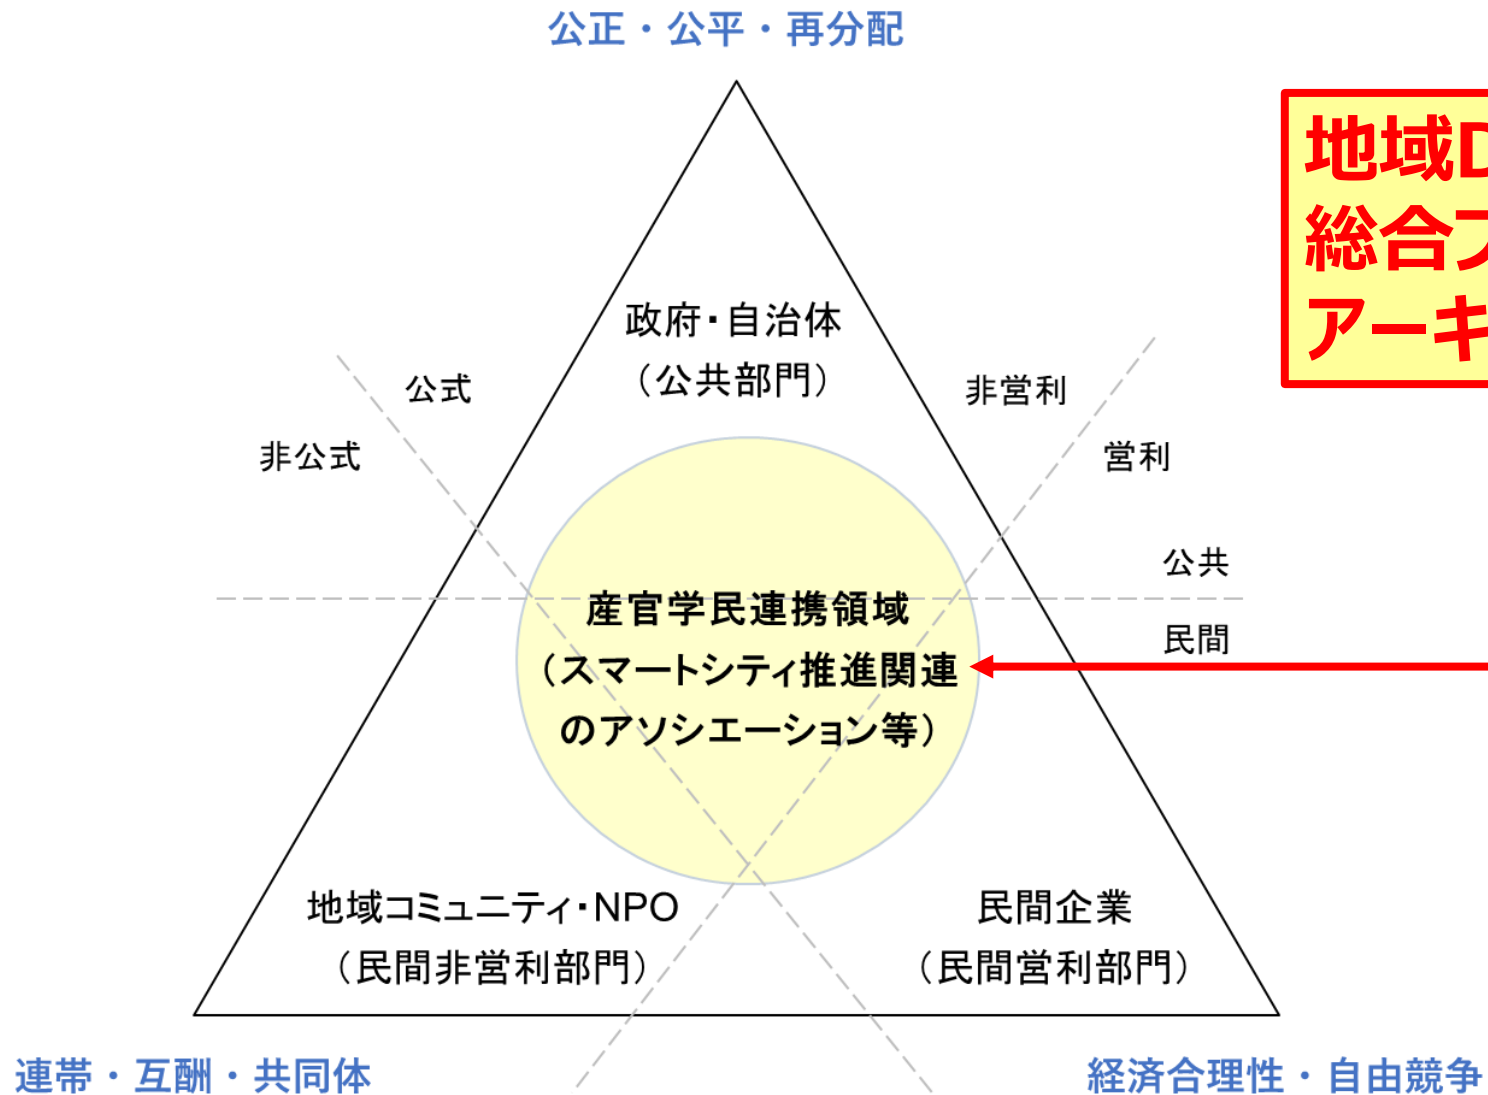 公正・公平・再分配
地域D
総合
アーキ
政府・自治体
（公共部門）
公式
非営利
非公式
営利
公共
産官学民連携領域
民間
（スマートシティ推進関連
のアソシエーション等）
地域コミュニティ・NPO
民間企業
（民間非営利部門）
（民間営利部門）
連帯・互酬・共同体
経済合理性・自由競争